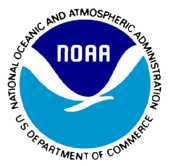 NATIONAL OCEANIC AND ATMOSPHERIC ADMINISTRATION
NOAA
U.S. DEPARTMENT OF COMMERCE